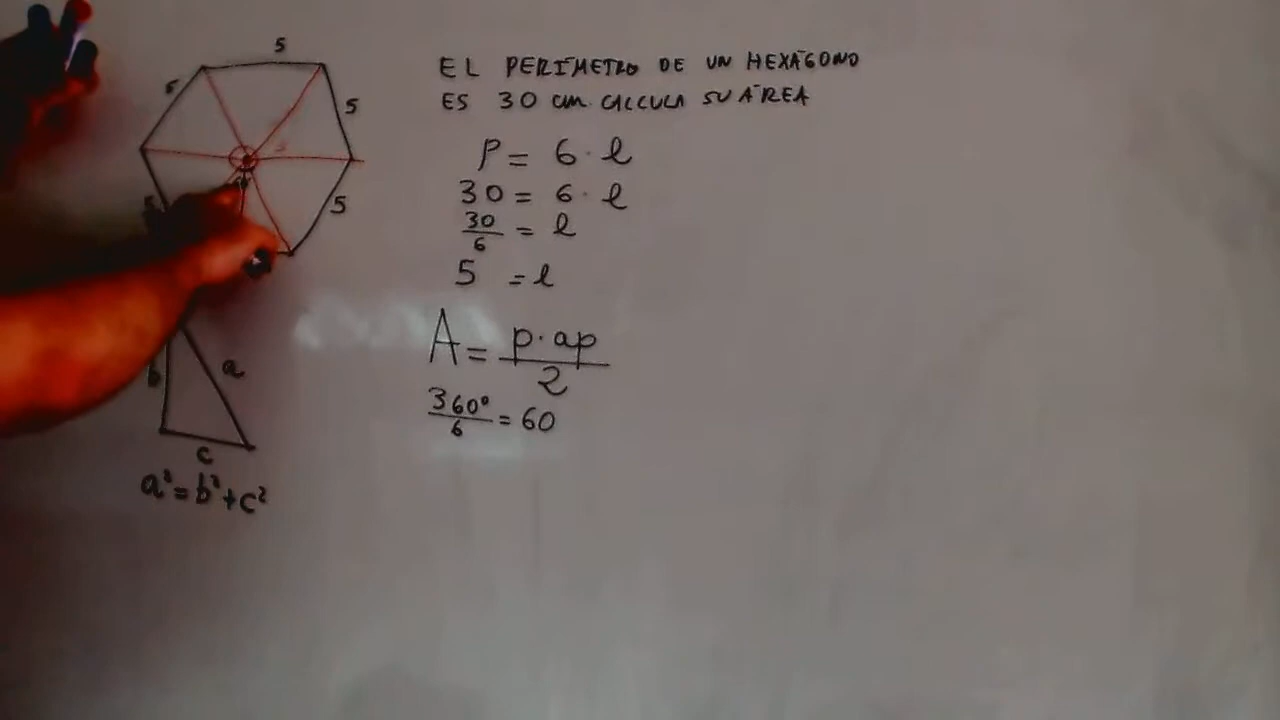 5
5
5
5
5
EL PERÍMETRO DE UN HEXÁGONO
ES 30 cm. CALCULA SU ÁREA
P = 6 · l
30 = 6 · l
30/6 = l
5 = l
A = p · ap / 2
360°/6 = 60
b
a
c
a² = b² + c²